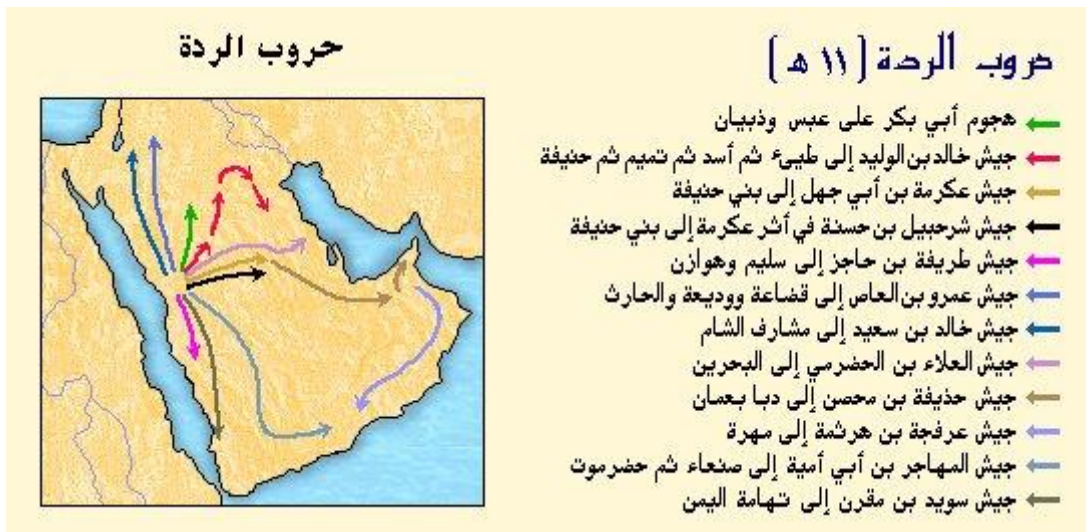 حروب الردة
حروب الردة (١١ هـ)
هجوم أبي بكر على عبس وذبيان
جيش خالد بن الوليد إلى طيىء ثم أسد ثم تميم ثم حنيفة
جيش عكرمة بن أبي جهل إلى بني حنيفة
جيش شرحبيل بن حسنة في أثر عكرمة إلى بني حنيفة
جيش طريفة بن حاجز إلى سليم وهوازن
جيش عمرو بن العاص إلى قضاعة ووديعة والحارث
جيش خالد بن سعيد إلى مشارف الشام
جيش العلاء بن الحضرمي إلى البحرين
جيش حذيفة بن محصن إلى دبا بعمان
جيش عرفجة بن هرثمة إلى مهرة
جيش المهاجر بن أبي أمية إلى صنعاء ثم حضرموت
جيش سويد بن مقرن إلى تهامة اليمن